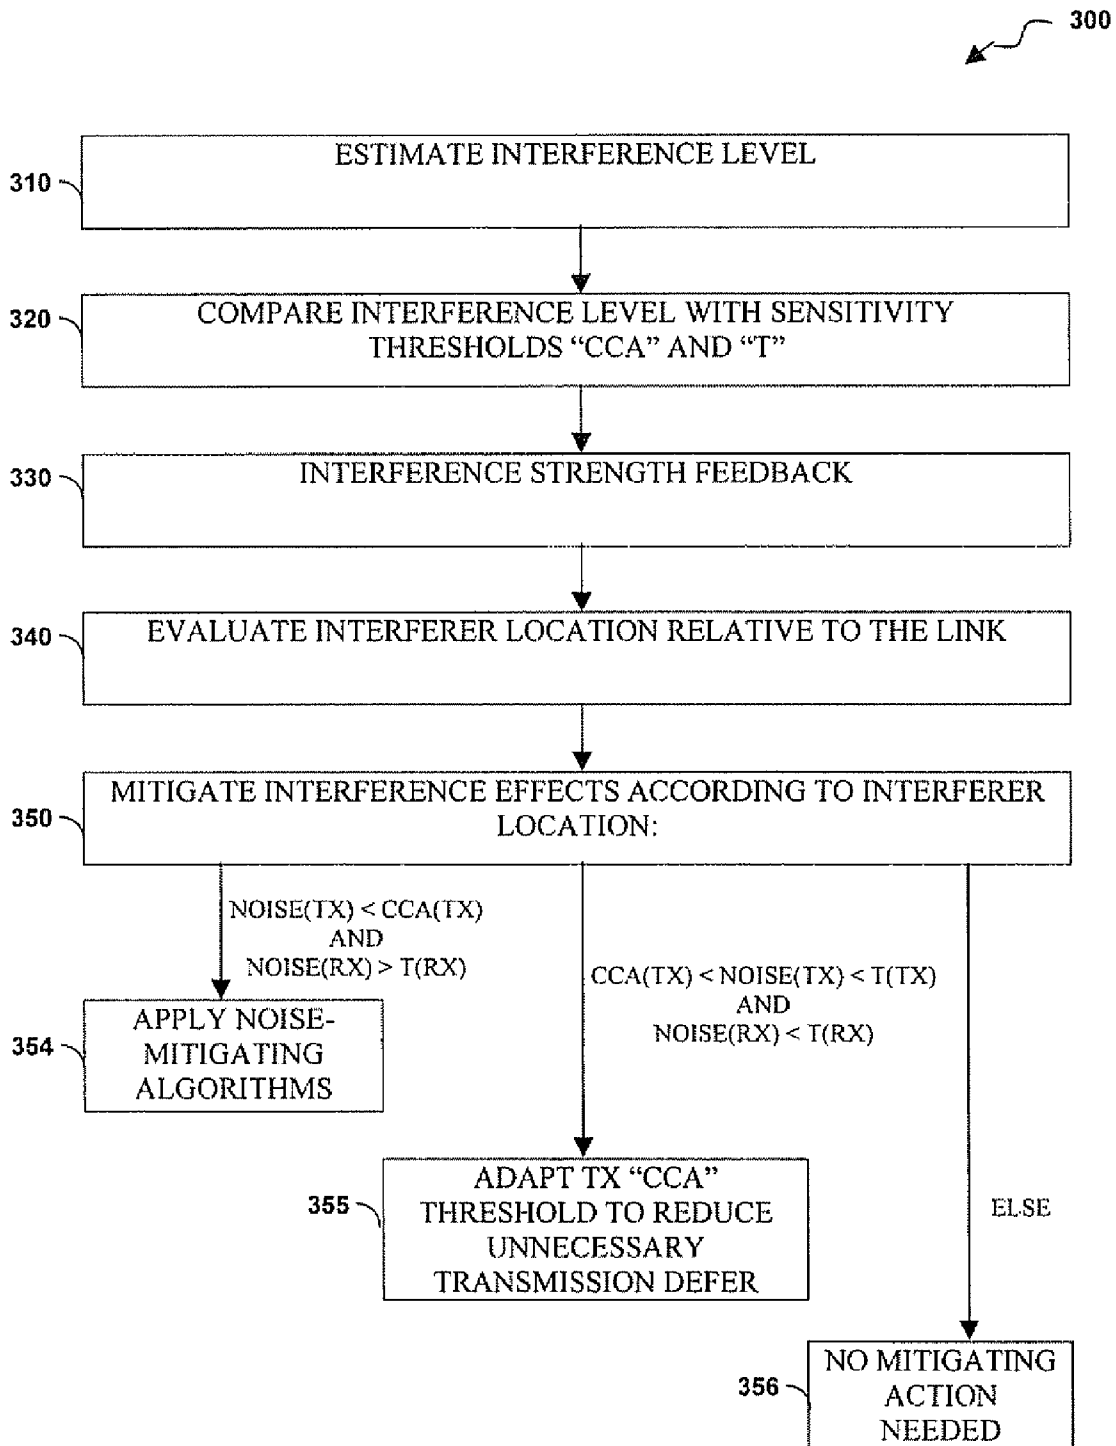 300
310
ESTIMATE INTERFERENCE LEVEL
320
COMPARE INTERFERENCE LEVEL WITH SENSITIVITY
THRESHOLDS “CCA” AND “T”
330
INTERFERENCE STRENGTH FEEDBACK
340
EVALUATE INTERFERER LOCATION RELATIVE TO THE LINK
350
MITIGATE INTERFERENCE EFFECTS ACCORDING TO INTERFERER
LOCATION:
NOISE(TX) < CCA(TX)
AND
NOISE(RX) > T(RX)
CCA(TX) < NOISE(TX) < T(TX)
AND
NOISE(RX) < T(RX)
354
APPLY NOISE-
MITIGATING
ALGORITHMS
355
ADAPT TX “CCA”
THRESHOLD TO REDUCE
UNNECESSARY
TRANSMISSION DEFER
ELSE
356
NO MITIGATING
ACTION
NEEDED